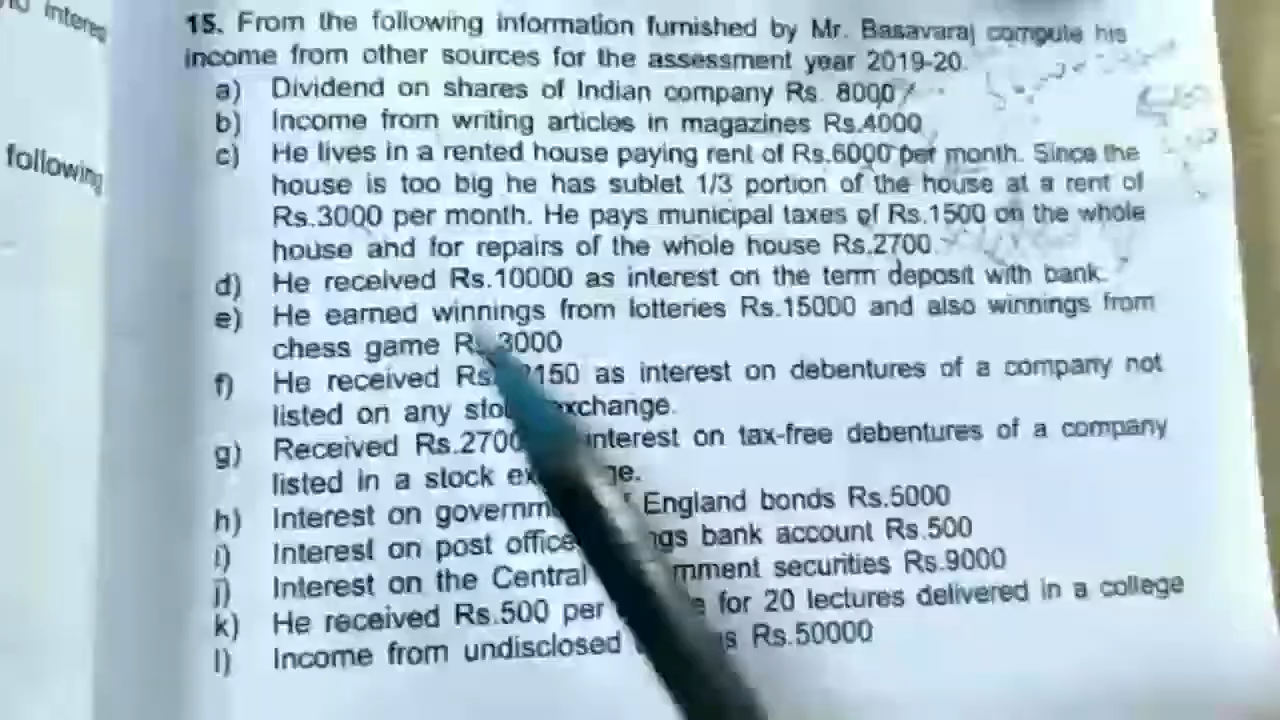 interes
following
15. From the following information furnished by Mr. Basavaraj compute his
income from other sources for the assessment year 2019-20.
a) Dividend on shares of Indian company Rs. 8000
b) Income from writing articles in magazines Rs.4000
c) He lives in a rented house paying rent of Rs.6000 per month. Since the
house is too big he has sublet 1/3 portion of the house at a rent of
Rs.3000 per month. He pays municipal taxes of Rs.1500 on the whole
house and for repairs of the whole house Rs.2700.
d) He received Rs.10000 as interest on the term deposit with bank.
e) He earned winnings from lotteries Rs.15000 and also winnings from
chess game Rs.3000
f) He received 150 as interest on debentures of a company not
listed on any exchange.
g) Received Rs.2700 interest on tax-free debentures of a company
listed in a stock
h) Interest on England bonds Rs.5000
i) Interest on post office bank account Rs.500
j) Interest on the Central securities Rs.9000
k) He received Rs.500 per for 20 lectures delivered in a college
l) Income from undisclosed Rs.50000